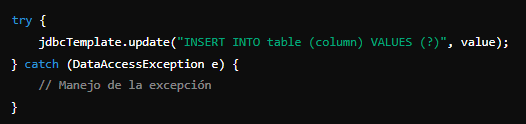 try {
    jdbcTemplate.update("INSERT INTO table (column) VALUES (?)", value);
} catch (DataAccessException e) {
    // Manejo de la excepción
}